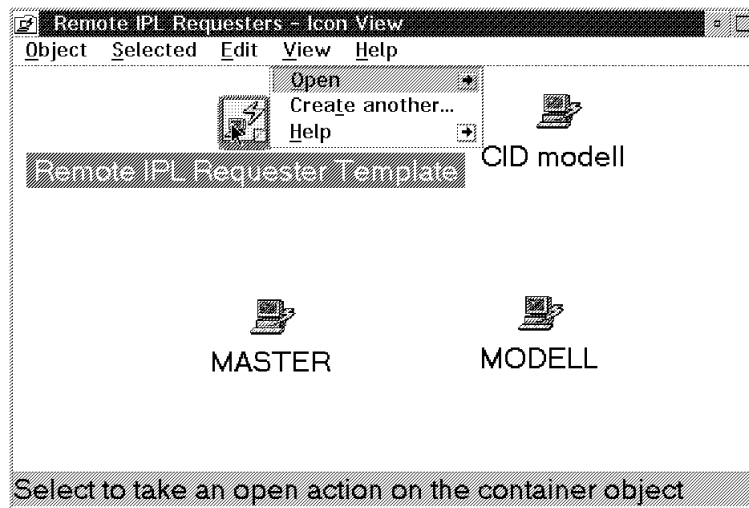 Remote IPL Requesters - Icon View
Object Selected Edit View Help
Open
Create another...
Help
CID modell
Remote IPL Requester Template
MASTER
MODELL
Select to take an open action on the container object